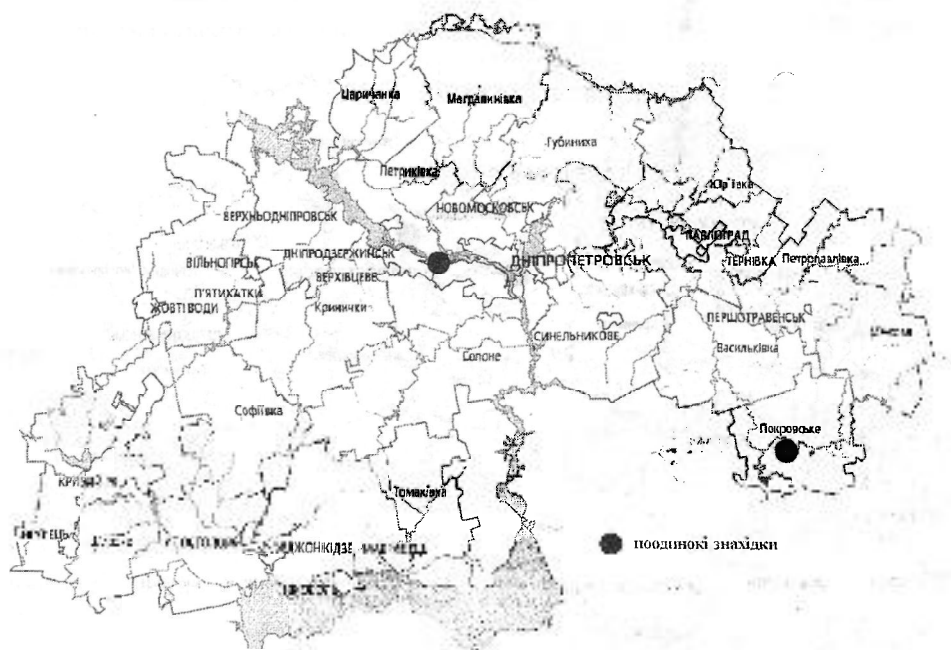 Царичанка
Магдалинівка
Губиниха
Петриківка
Юр'ївка
НОВОМОСКОВСЬК
ВЕРХНЬОДНІПРОВСЬК
ПАВЛОГРАД
ДНІПРОДЗЕРЖИНСЬК
ДНІПРОПЕТРОВСЬК
ТЕРНІВКА
Петропавлівка...
ВІЛЬНОГІРСЬК
ВЕРХІВЦЕВЕ
П'ЯТИХАТКИ
ЖОВТІ ВОДИ
Кринички
ПЕРШОТРАВЕНСЬК
СИНЕЛЬНИКОВЕ
Васильківка
Солоне
Софіївка
Покровське
Томаківка
поодинокі знахідки